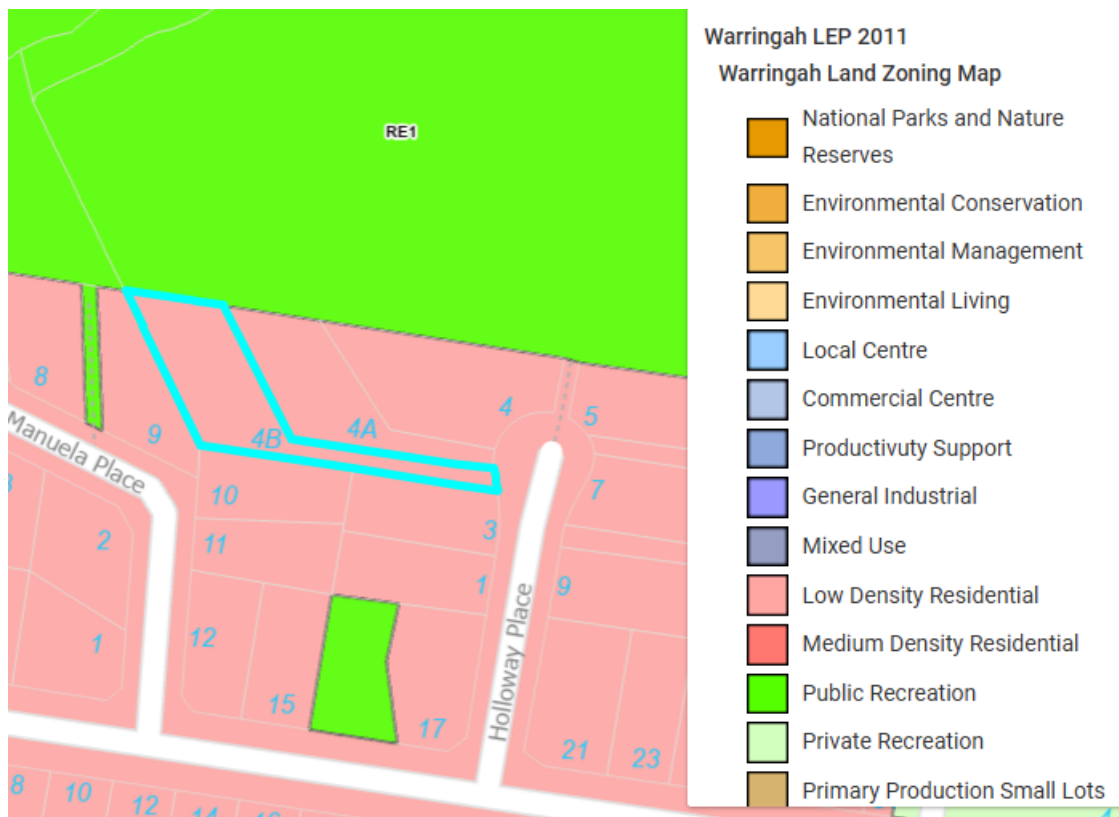 Warringah LEP 2011
Warringah Land Zoning Map
National Parks and Nature
Reserves
Environmental Conservation
Environmental Management
Environmental Living
Local Centre
Commercial Centre
Productivuty Support
General Industrial
Mixed Use
Low Density Residential
Medium Density Residential
Public Recreation
Private Recreation
Primary Production Small Lots
RE1
8
Manuela Place
9
4B
4A
4
5
10
7
2
11
3
1
9
1
12
Holloway Place
15
17
21
23
8
10
12